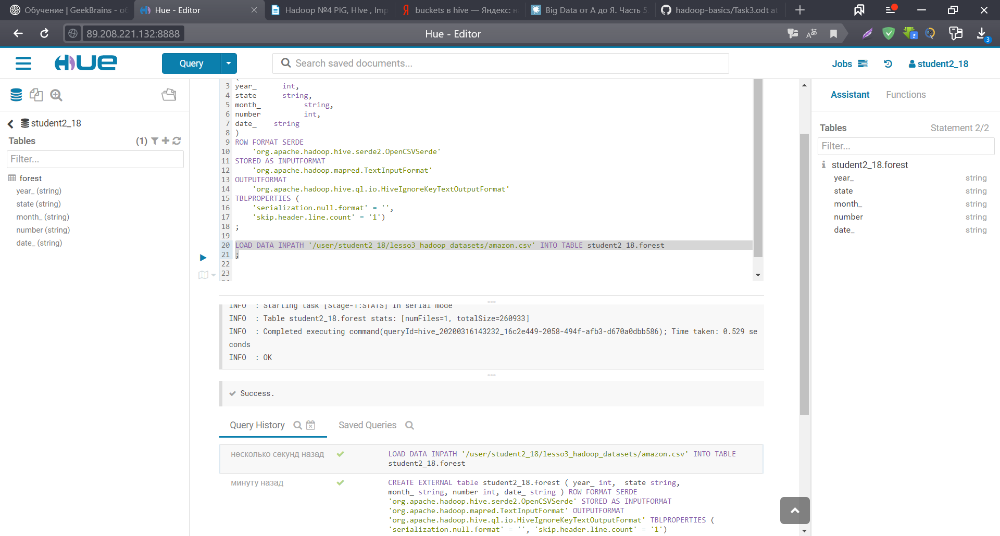 Обучение | GeekBrains - об
Hue - Editor
Hadoop №4 PIG, HIve , Imp
buckets в hive — Яндекс: н
Big Data от А до Я. Часть 5
hadoop-basics/Task3.odt at
89.208.221.132:8888
Hue - Editor
3
HUE
Query
Search saved documents...
Jobs
student2_18
student2_18
Tables
(1)
Filter...
forest
year_ (string)
state (string)
month_ (string)
number (string)
date_ (string)
3 year_ int,
4 state string,
5 month_ string,
6 number int,
7 date_ string
8 )
9 ROW FORMAT SERDE
10 'org.apache.hadoop.hive.serde2.OpenCSVSerde'
11 STORED AS INPUTFORMAT
12 'org.apache.hadoop.mapred.TextInputFormat'
13 OUTPUTFORMAT
14 'org.apache.hadoop.hive.ql.io.HiveIgnoreKeyTextOutputFormat'
15 TBLPROPERTIES (
16 'serialization.null.format' = '',
17 'skip.header.line.count' = '1')
18 ;
19
20 LOAD DATA INPATH '/user/student2_18/lesso3_hadoop_datasets/amazon.csv' INTO TABLE student2_18.forest
21 ;
22
23
INFO : Starting task [Stage-1:STATS] in serial mode
INFO : Table student2_18.forest stats: [numFiles=1, totalSize=260933]
INFO : Completed executing command(queryId=hive_20200316143232_16c2e449-2058-494f-afb3-d670a0dbb586); Time taken: 0.529 se
conds
INFO : OK
Success.
Query History
Saved Queries
несколько секунд назад
LOAD DATA INPATH '/user/student2_18/lesso3_hadoop_datasets/amazon.csv' INTO TABLE
student2_18.forest
минуту назад
CREATE EXTERNAL table student2_18.forest ( year_ int, state string,
month_ string, number int, date_ string ) ROW FORMAT SERDE
'org.apache.hadoop.hive.serde2.OpenCSVSerde' STORED AS INPUTFORMAT
'org.apache.hadoop.mapred.TextInputFormat' OUTPUTFORMAT
'org.apache.hadoop.hive.ql.io.HiveIgnoreKeyTextOutputFormat' TBLPROPERTIES (
'serialization.null.format' = '', 'skip.header.line.count' = '1')
Assistant
Functions
Tables
Statement 2/2
Filter...
student2_18.forest
year_ string
state string
month_ string
number string
date_ string